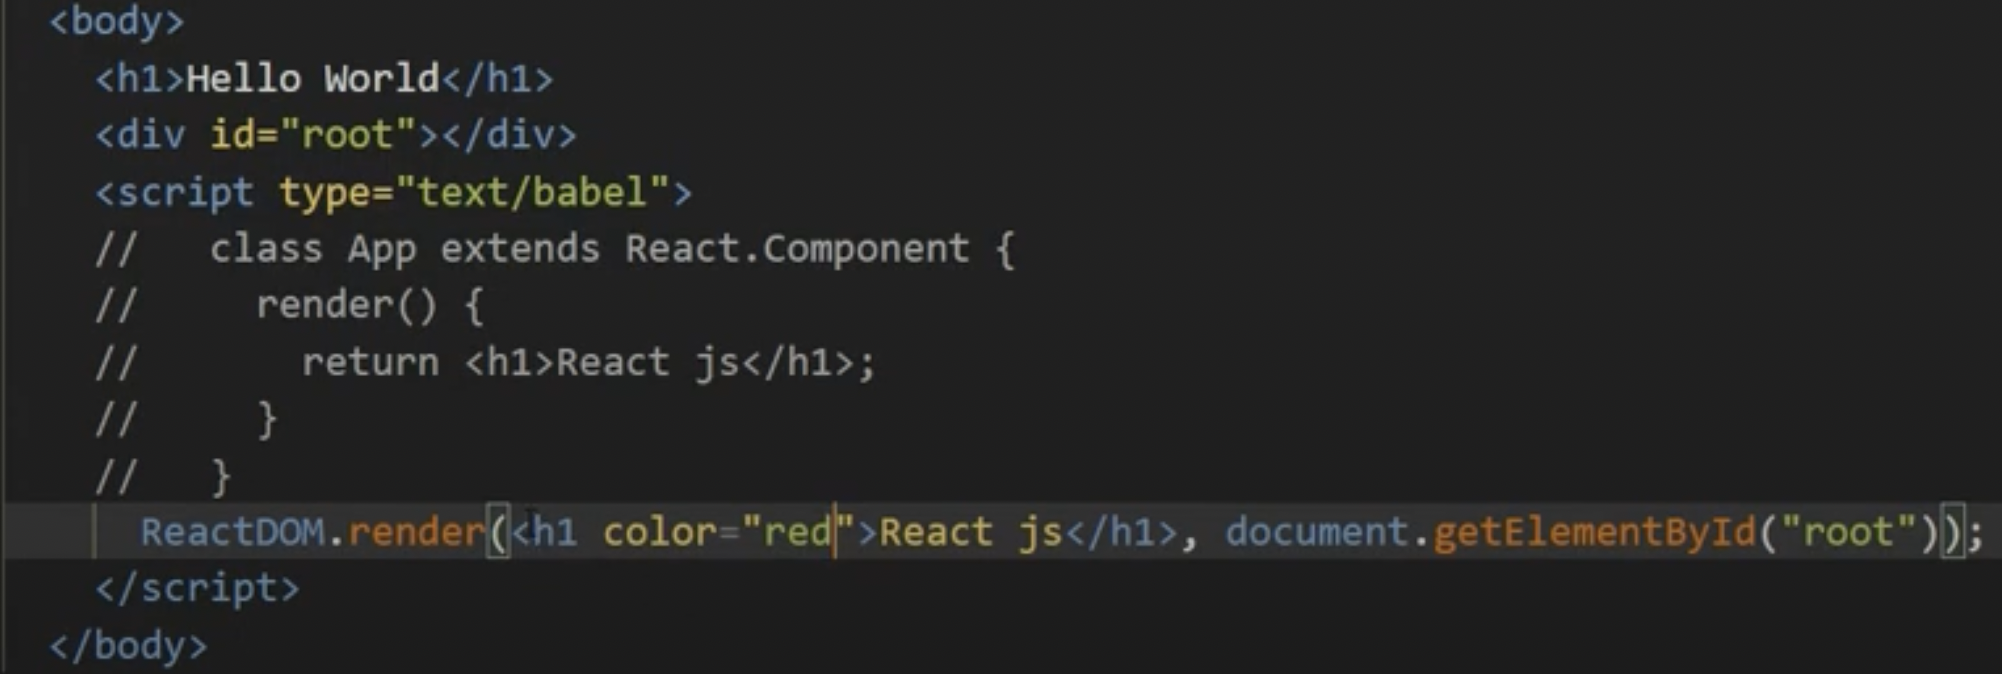 <body>
<h1>Hello World</h1>
<div id="root"></div>
<script type="text/babel">
//   class App extends React.Component {
//     render() {
//       return <h1>React js</h1>;
//     }
//   }
ReactDOM.render(<h1 color="red">React js</h1>, document.getElementById("root"));
</script>
</body>